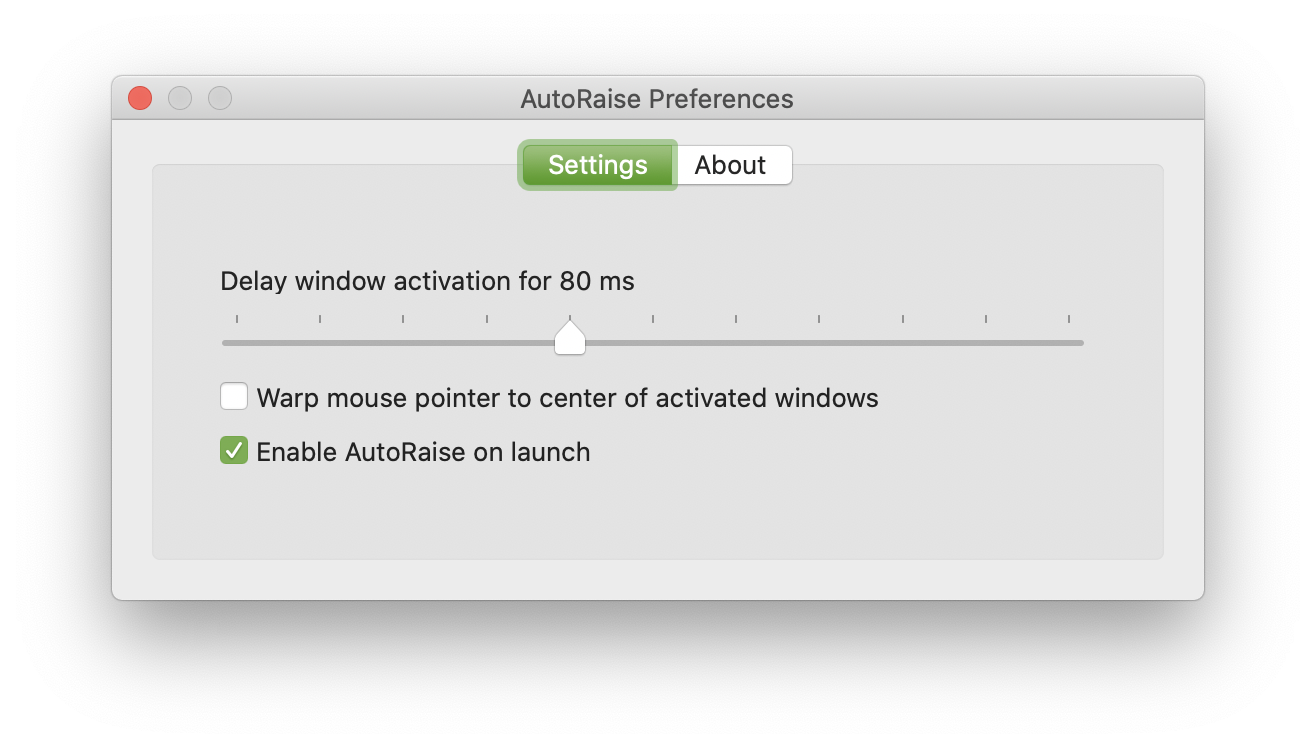 AutoRaise Preferences
Settings About
Delay window activation for 80 ms
Warp mouse pointer to center of activated windows
Enable AutoRaise on launch